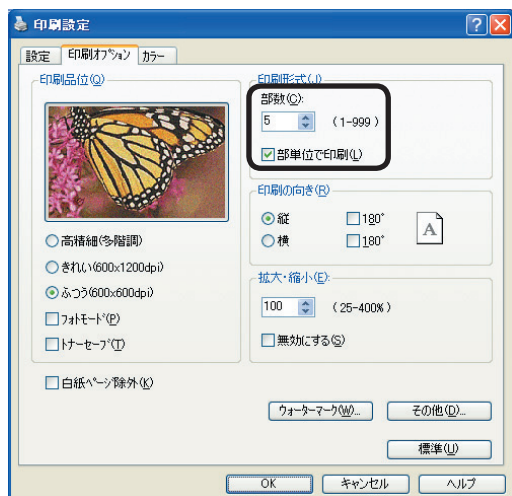 印刷設定
設定 印刷オプション カラー
印刷品位(Q)
高精細(多階調)
きれい(600x1200dpi)
ふつう(600x600dpi)
フォトモード(P)
トナーセーブ(T)
白紙ページ除外(K)
印刷形式(J)
部数(C):
5 (1-999)
部単位で印刷(L)
印刷の向き(R)
縦 180°
横 180°
A
拡大・縮小(E):
100 (25-400%)
無効にする(S)
ウォーターマーク(W)... その他(D)...
標準(U)
OK キャンセル ヘルプ